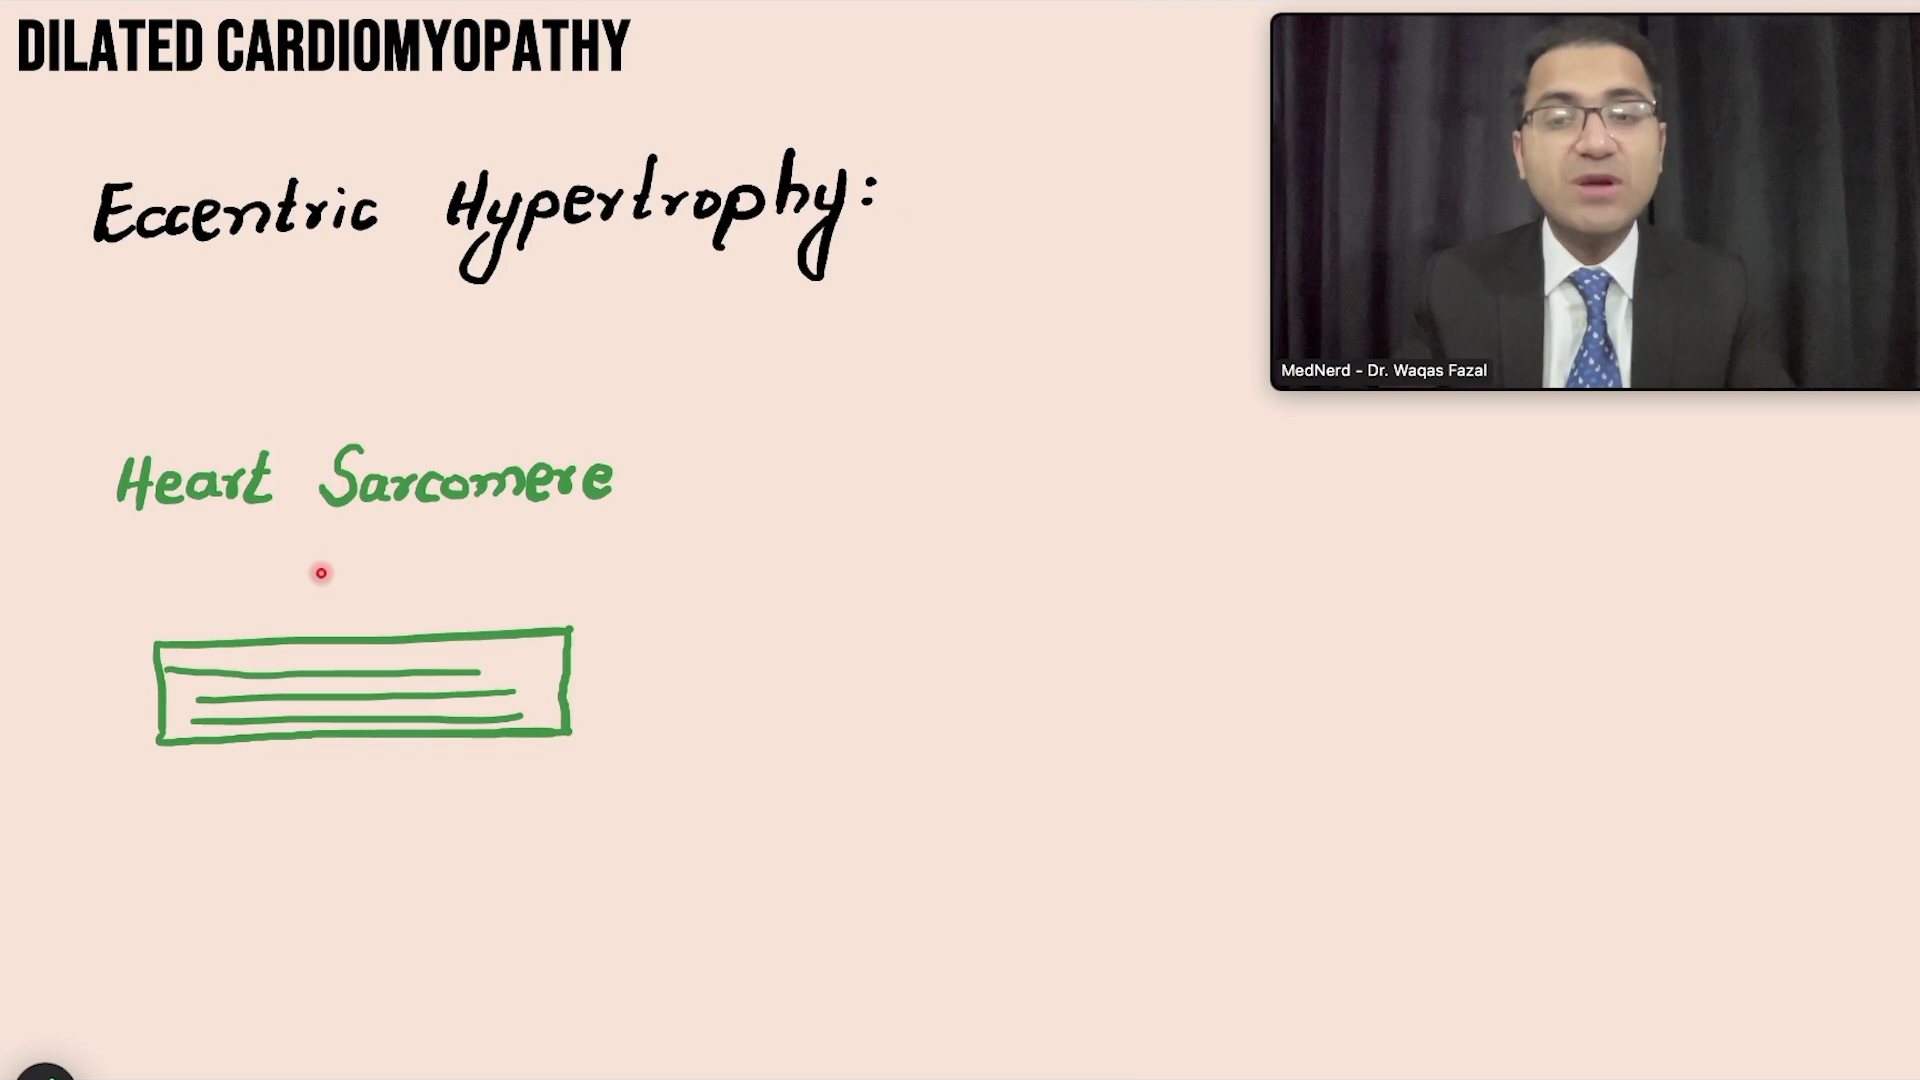 DILATED CARDIOMYOPATHY
Eccentric Hypertrophy:
Heart Sarcomere
MedNerd - Dr. Waqas Fazal